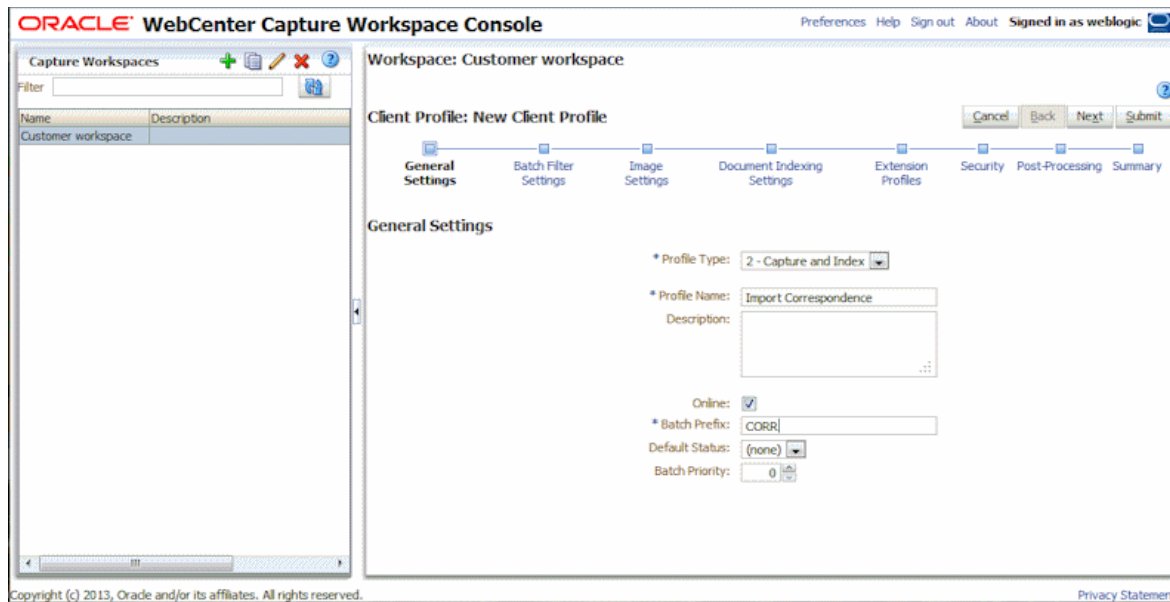 ORACLE WebCenter Capture Workspace Console
Preferences Help Sign out About Signed in as weblogic
Capture Workspaces
Filter
Name Description
Customer workspace
Workspace: Customer workspace
Client Profile: New Client Profile
Cancel Back Next Submit
General Settings
Batch Filter Settings
Image Settings
Document Indexing Settings
Extension Profiles
Security
Post-Processing
Summary
General Settings
* Profile Type: 2 - Capture and Index
* Profile Name: Import Correspondence
Description:
Online:
* Batch Prefix: CORR
Default Status: (none)
Batch Priority: 0
Copyright (c) 2013, Oracle and/or its affiliates. All rights reserved.
Privacy Statemen